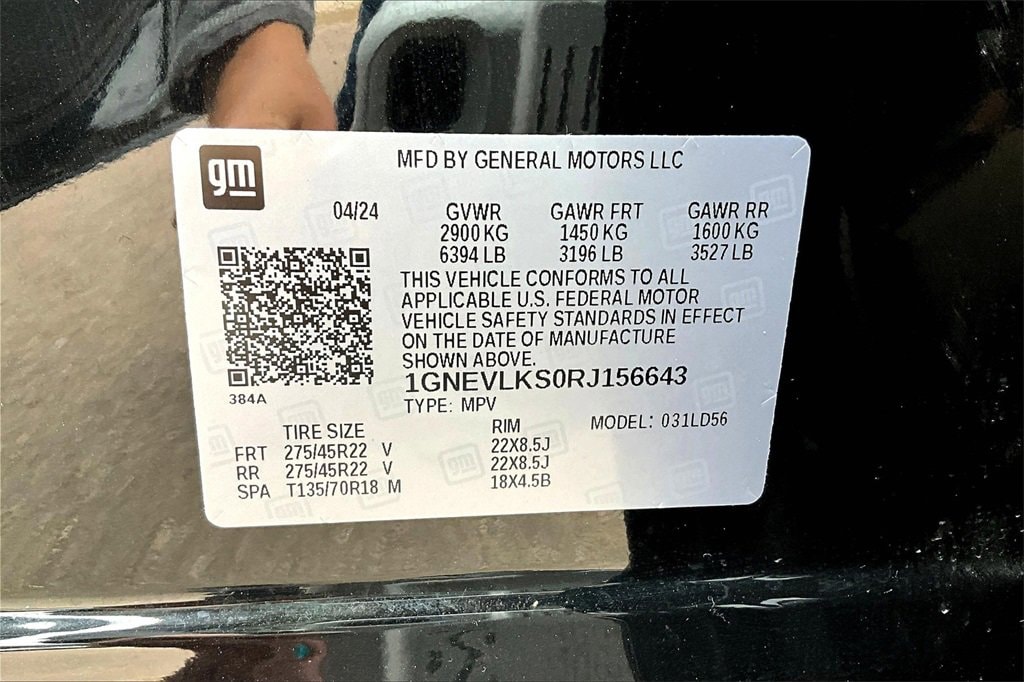 gm
MFD BY GENERAL MOTORS LLC
04/24 GVWR GAWR FRT GAWR RR
2900 KG 1450 KG 1600 KG
6394 LB 3196 LB 3527 LB
THIS VEHICLE CONFORMS TO ALL
APPLICABLE U.S. FEDERAL MOTOR
VEHICLE SAFETY STANDARDS IN EFFECT
ON THE DATE OF MANUFACTURE
SHOWN ABOVE.
1GNEVLKS0RJ156643
384A
TYPE: MPV
MODEL: 031LD56
TIRE SIZE RIM
FRT 275/45R22 V 22X8.5J
RR 275/45R22 V 22X8.5J
SPA T135/70R18 M 18X4.5B